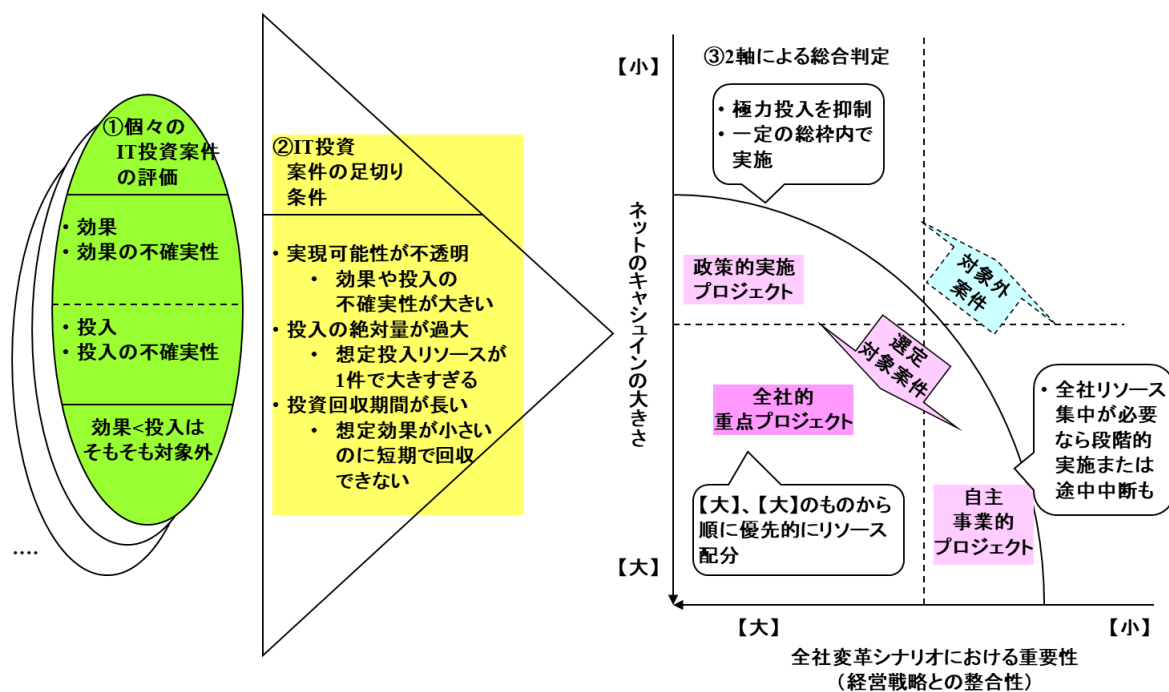 ①個々の
IT投資案件
の評価
・効果
・効果の不確実性
・投入
・投入の不確実性
効果<投入は
そもそも対象外
....
②IT投資
案件の足切り
条件
・実現可能性が不透明
・効果や投入の
不確実性が大きい
・投入の絶対量が過大
・想定投入リソースが
1件で大きすぎる
・投資回収期間が長い
・想定効果が小さい
のに短期で回収
できない
③2軸による総合判定
【小】
・極力投入を抑制
・一定の総枠内で
実施
ネットのキャッシュインの大きさ
政策的実施
プロジェクト
対象外
案件
選定
対象案件
全社的
重点プロジェクト
・全社リソース
集中が必要
なら段階的
実施または
途中中断も
【大】、【大】のものから
順に優先的にリソース
配分
自主
事業的
プロジェクト
【大】
【大】
【小】
全社変革シナリオにおける重要性
（経営戦略との整合性）